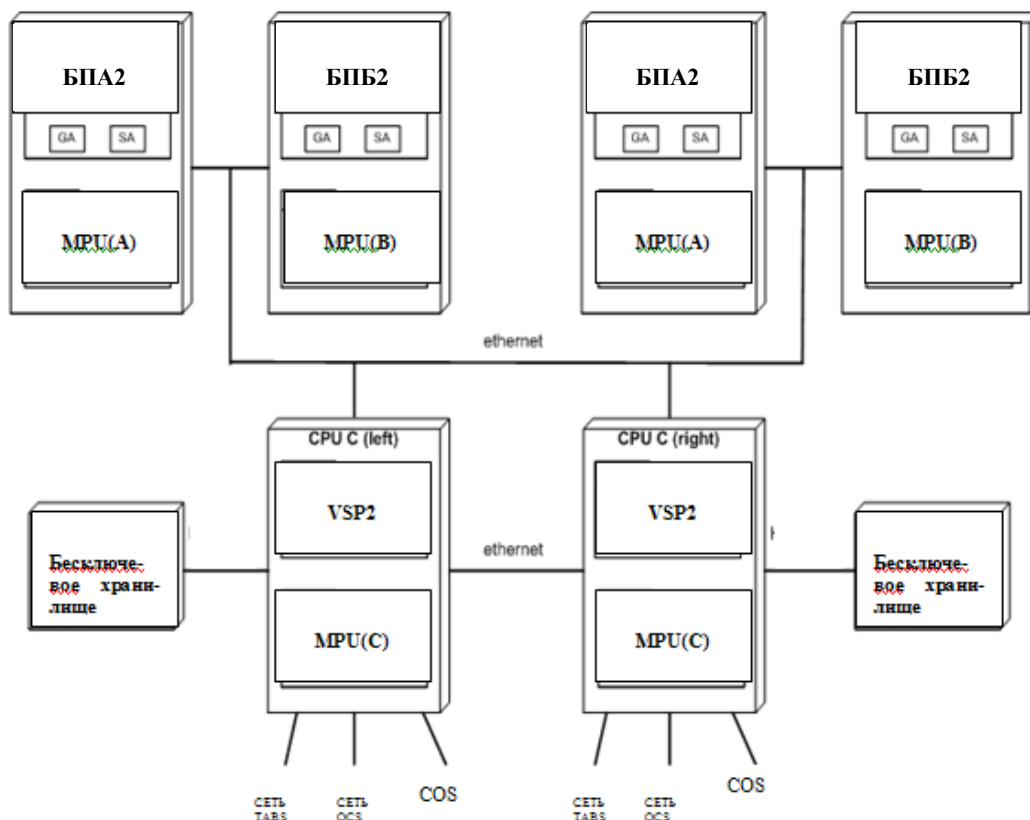 БПА2
БПБ2
БПА2
БПБ2
GA SA
GA SA
GA SA
GA SA
MPU(A)
MPU(B)
MPU(A)
MPU(B)
ethernet
CPU C (left)
CPU C (right)
VSP2
VSP2
ethernet
Бесключе-
вое храни-
лище
Бесключе-
вое храни-
лище
MPU(C)
MPU(C)
СЕТЬ
TABS
СЕТЬ
OCS
COS
СЕТЬ
TABS
СЕТЬ
OCS
COS